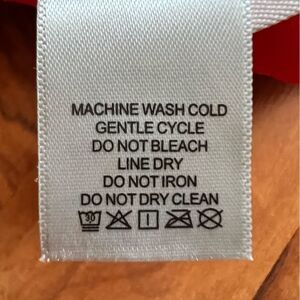 MACHINE WASH COLD
GENTLE CYCLE
DO NOT BLEACH
LINE DRY
DO NOT IRON
DO NOT DRY CLEAN
30